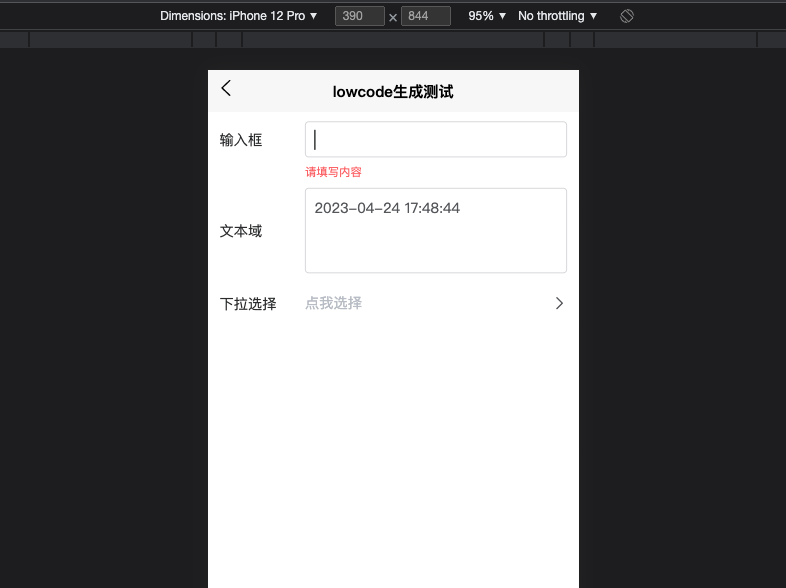 Dimensions: iPhone 12 Pro ▼ 390 × 844 95% ▼ No throttling ▼
lowcode生成测试
输入框
请填写内容
2023-04-24 17:48:44
文本域
下拉选择 点我选择